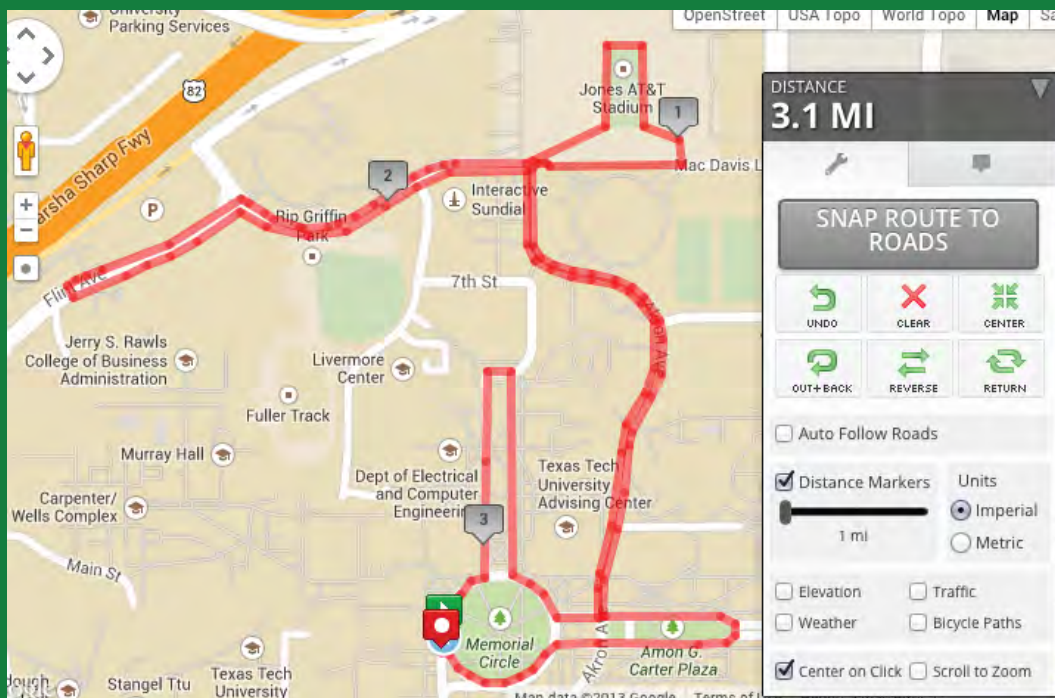 Parking Services
OpenStreet
USA Topo
World Topo
Map
82
Jones AT&T
Stadium
1
Mac Davis L
2
Interactive
Sundial
P
Rip Griffin
Park
Flint Ave
7th St
Jerry S. Rawls
College of Business
Administration
Livermore
Center
Fuller Track
Murray Hall
Dept of Electrical
and Computer
Engineering
Texas Tech
University
Advising Center
Carpenter/
Wells Complex
3
Main St
Memorial
Circle
Amon G.
Carter Plaza
Akron A
Stangel Ttu
Texas Tech
University
Map data ©2013 Google
DISTANCE
3.1 MI
SNAP ROUTE TO
ROADS
UNDO
CLEAR
CENTER
OUT+BACK
REVERSE
RETURN
Auto Follow Roads
Distance Markers
1 mi
Units
Imperial
Metric
Elevation
Traffic
Weather
Bicycle Paths
Center on Click
Scroll to Zoom